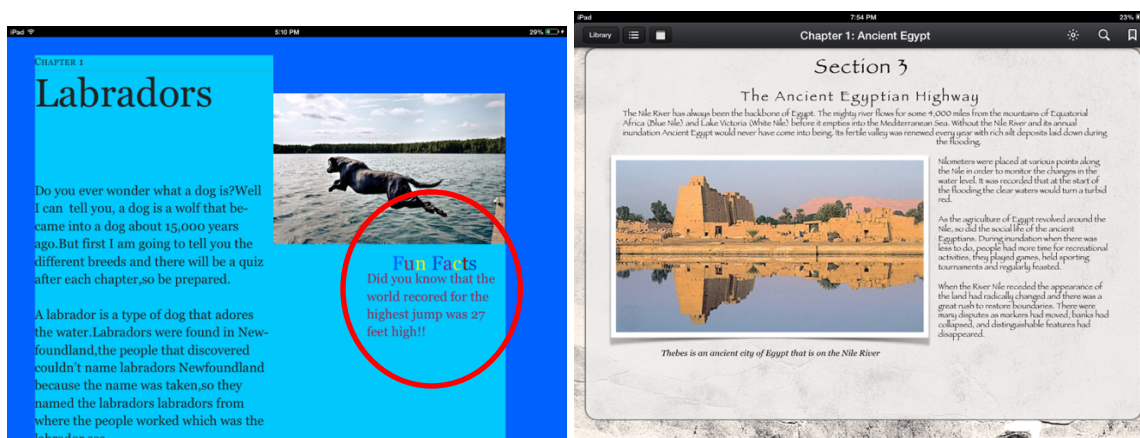 iPad
5:10 PM
29%
CHAPTER 1
Labradors
Do you ever wonder what a dog is?Well
I can tell you, a dog is a wolf that be-
came into a dog about 15,000 years
ago.But first I am going to tell you the
different breeds and there will be a quiz
after each chapter,so be prepared.
A labrador is a type of dog that adores
the water.Labradors were found in New-
foundland,the people that discovered
couldn't name labradors Newfoundland
because the name was taken,so they
named the labradors labradors from
where the people worked which was the
Fun Facts
Did you know that the
world recored for the
highest jump was 27
feet high!!
iPad
7:54 PM
23%
Library
Chapter 1: Ancient Egypt
Section 3
The Ancient Egyptian Highway
The Nile River has always been the backbone of Egypt. The mighty river flows for some 4,000 miles from the mountains of Equatorial
Africa (Blue Nile) and Lake Victoria (White Nile) before it empties into the Mediterranean Sea. Without the Nile River and its annual
inundation Ancient Egypt would never have come into being. Its fertile valley was renewed every year with rich silt deposits laid down during
the flooding.
Nilometers were placed at various points along
the Nile in order to monitor the changes in the
water level. It was recorded that at the start of
the flooding the clear waters would turn a turbid
red.
As the agriculture of Egypt revolved around the
Nile, so did the social life of the ancient
Egyptians. During inundation when there was
less to do, people had more time for recreational
activities, they played games, held sporting
tournaments and regularly feasted.
When the River Nile receded the appearance of
the land had radically changed and there was a
great rush to restore boundaries. There were
many disputes as markers had moved, banks had
collapsed, and distinguishable features had
disappeared.
Thebes is an ancient city of Egypt that is on the Nile River